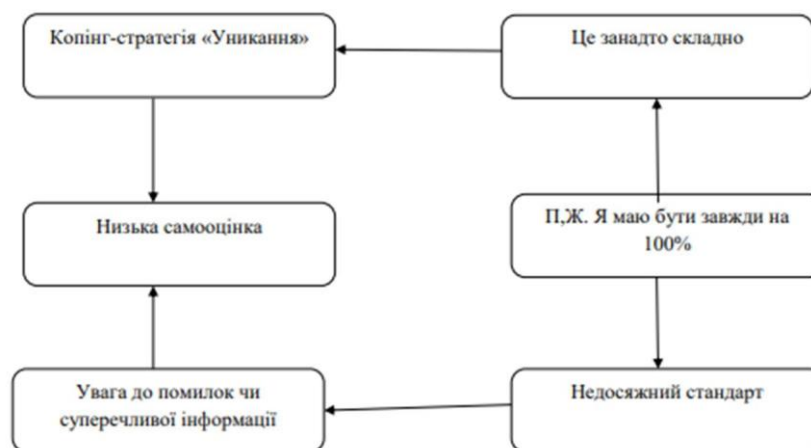 Копінг-стратегія «Уникання»
Це занадто складно
Низька самооцінка
П,Ж. Я маю бути завжди на
100%
Увага до помилок чи
суперечливої інформації
Недосяжний стандарт